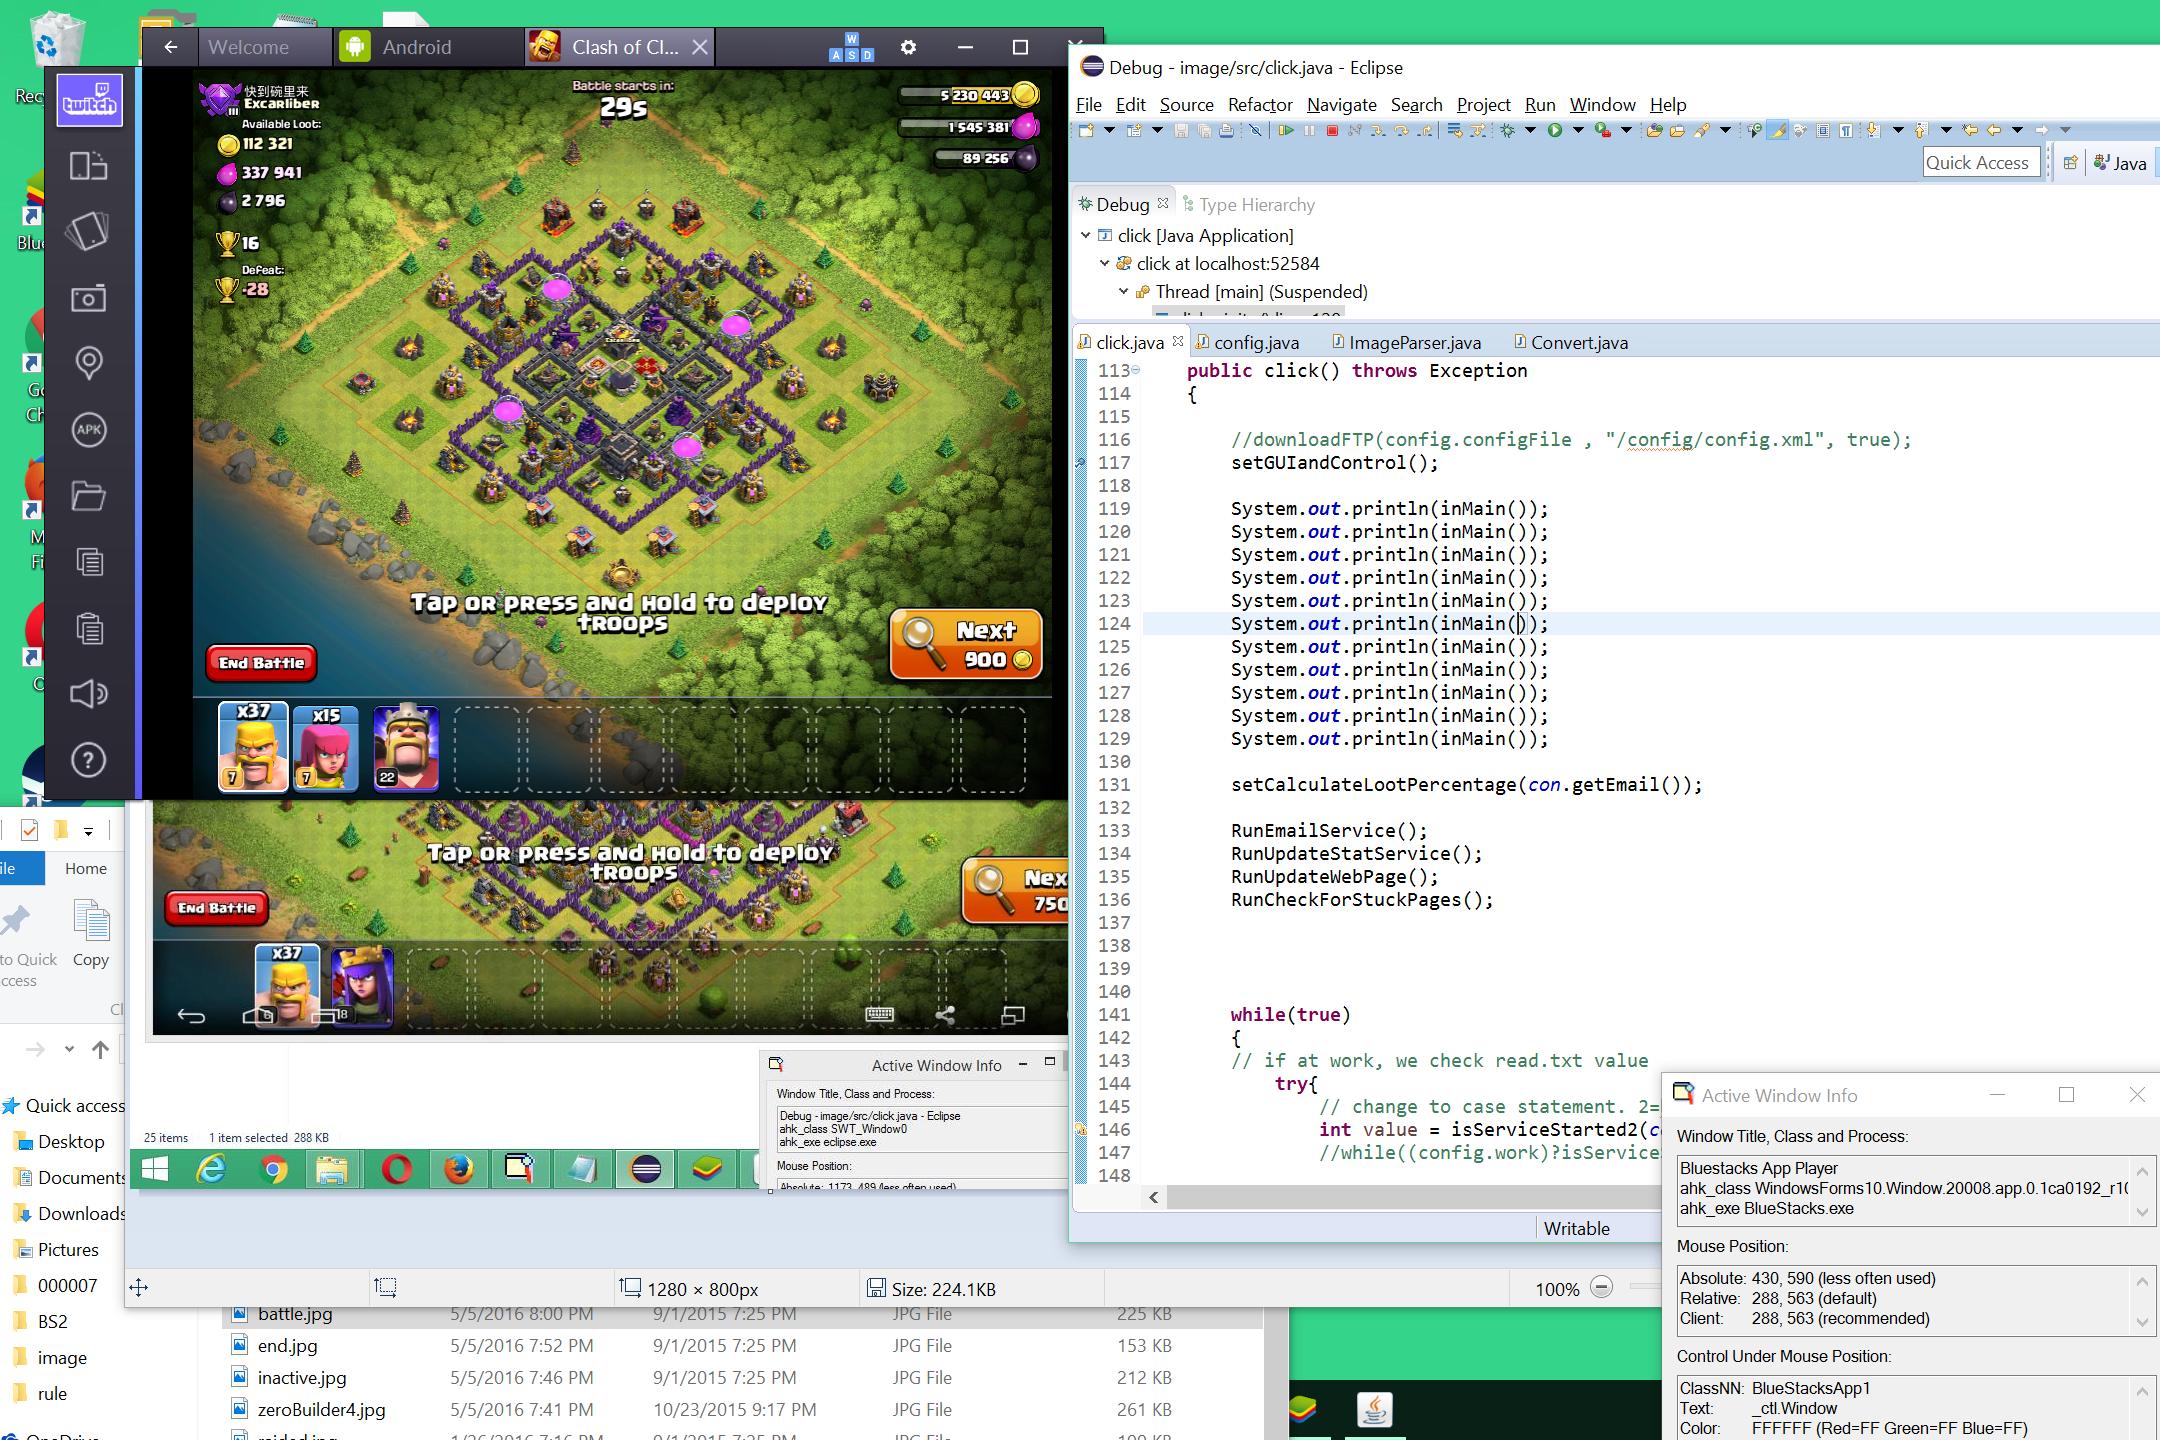 Welcome
Android
Clash of Cl...
W
A S D
twitch
APK
快到碗里来
Excarliber
Available Loot:
112 321
337 941
2 796
16
Defeat:
-28
Battle starts in:
29s
5 230 443
1 545 381
89 256
Tap or press and hold to deploy
troops
End Battle
Next
900
x37
7
x15
7
22
Tap or press and hold to deploy
troops
End Battle
Nex
750
x37
6
18
Debug - image/src/click.java - Eclipse
File Edit Source Refactor Navigate Search Project Run Window Help
Quick Access
Java
Debug
Type Hierarchy
click [Java Application]
click at localhost:52584
Thread [main] (Suspended)
click.java
config.java
ImageParser.java
Convert.java
113 public click() throws Exception
114 {
115
116 //downloadFTP(config.configFile , "/config/config.xml", true);
117 setGUIandControl();
118
119 System.out.println(inMain());
120 System.out.println(inMain());
121 System.out.println(inMain());
122 System.out.println(inMain());
123 System.out.println(inMain());
124 System.out.println(inMain());
125 System.out.println(inMain());
126 System.out.println(inMain());
127 System.out.println(inMain());
128 System.out.println(inMain());
129 System.out.println(inMain());
130
131 setCalculateLootPercentage(con.getEmail());
132
133 RunEmailService();
134 RunUpdateStatService();
135 RunUpdateWebPage();
136 RunCheckForStuckPages();
137
138
139
140
141 while(true)
142 {
143 // if at work, we check read.txt value
144 try{
145 // change to case statement. 2=
146 int value = isServiceStarted2(c
147 //while((config.work)?isService
148
Writable
Active Window Info
Window Title, Class and Process:
Debug - image/src/click.java - Eclipse
ahk_class SWT_Window0
ahk_exe eclipse.exe
Mouse Position:
Absolute: 1173, 489 (less often used)
Active Window Info
Window Title, Class and Process:
Bluestacks App Player
ahk_class WindowsForms10.Window.20008.app.0.1ca0192_r1
ahk_exe BlueStacks.exe
Mouse Position:
Absolute: 430, 590 (less often used)
Relative: 288, 563 (default)
Client: 288, 563 (recommended)
Control Under Mouse Position:
ClassNN: BlueStacksApp1
Text: _ctl.Window
Color: FFFFFF (Red=FF Green=FF Blue=FF)
Home
to Quick
ccess
Copy
Quick access
Desktop
Documents
Downloads
Pictures
000007
BS2
image
rule
25 items 1 item selected 288 KB
1280 × 800px
Size: 224.1KB
100%
battle.jpg 5/5/2016 8:00 PM 9/1/2015 7:25 PM JPG File 225 KB
end.jpg 5/5/2016 7:52 PM 9/1/2015 7:25 PM JPG File 153 KB
inactive.jpg 5/5/2016 7:46 PM 9/1/2015 7:25 PM JPG File 212 KB
zeroBuilder4.jpg 5/5/2016 7:41 PM 10/23/2015 9:17 PM JPG File 261 KB